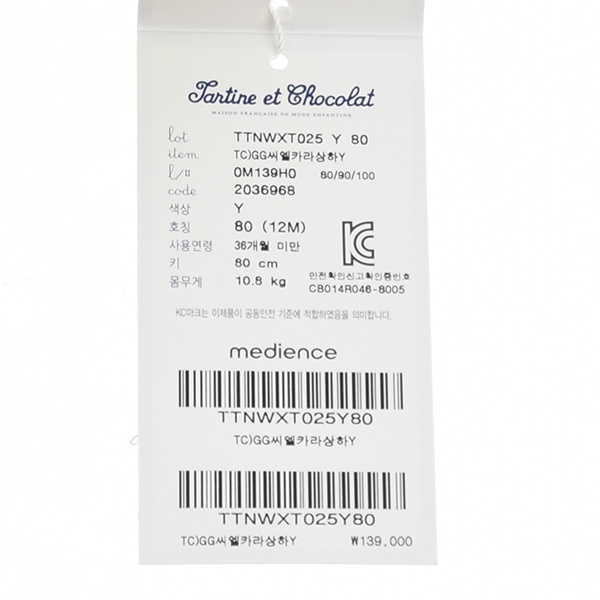 Tartine et Chocolat
MAISON FRANÇAISE DE MODE ENFANTINE
lot TTNWXT025 Y 80
item TC)GG씨엘카라상하Y
l/# 0M139H0 80/90/100
code 2036968
색상 Y
호칭 80 (12M)
사용연령 36개월 미만
키 80 cm
몸무게 10.8 kg
안전확인신고확인증번호
CB014R046-8005
KC마크는 이제품이 공동안전 기준에 적합하였음을 의미합니다.
medience
TTNWXT025Y80
TC)GG씨엘카라상하Y
TTNWXT025Y80
TC)GG씨엘카라상하Y ₩139,000